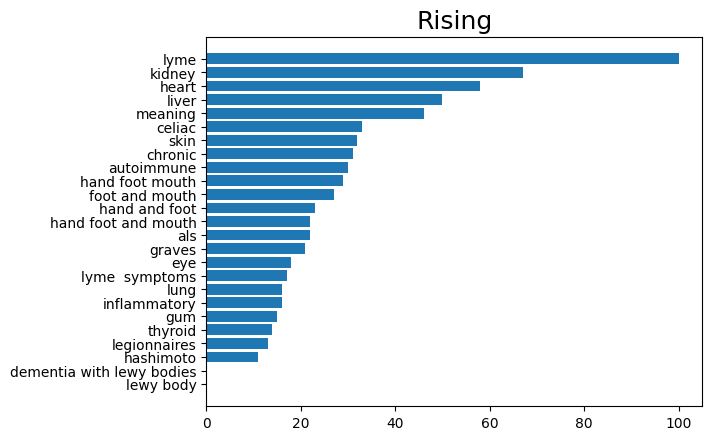 Rising
lyme
kidney
heart
liver
meaning
celiac
skin
chronic
autoimmune
hand foot mouth
foot and mouth
hand and foot
hand foot and mouth
als
graves
eye
lyme  symptoms
lung
inflammatory
gum
thyroid
legionnaires
hashimoto
dementia with lewy bodies
lewy body
0 20 40 60 80 100